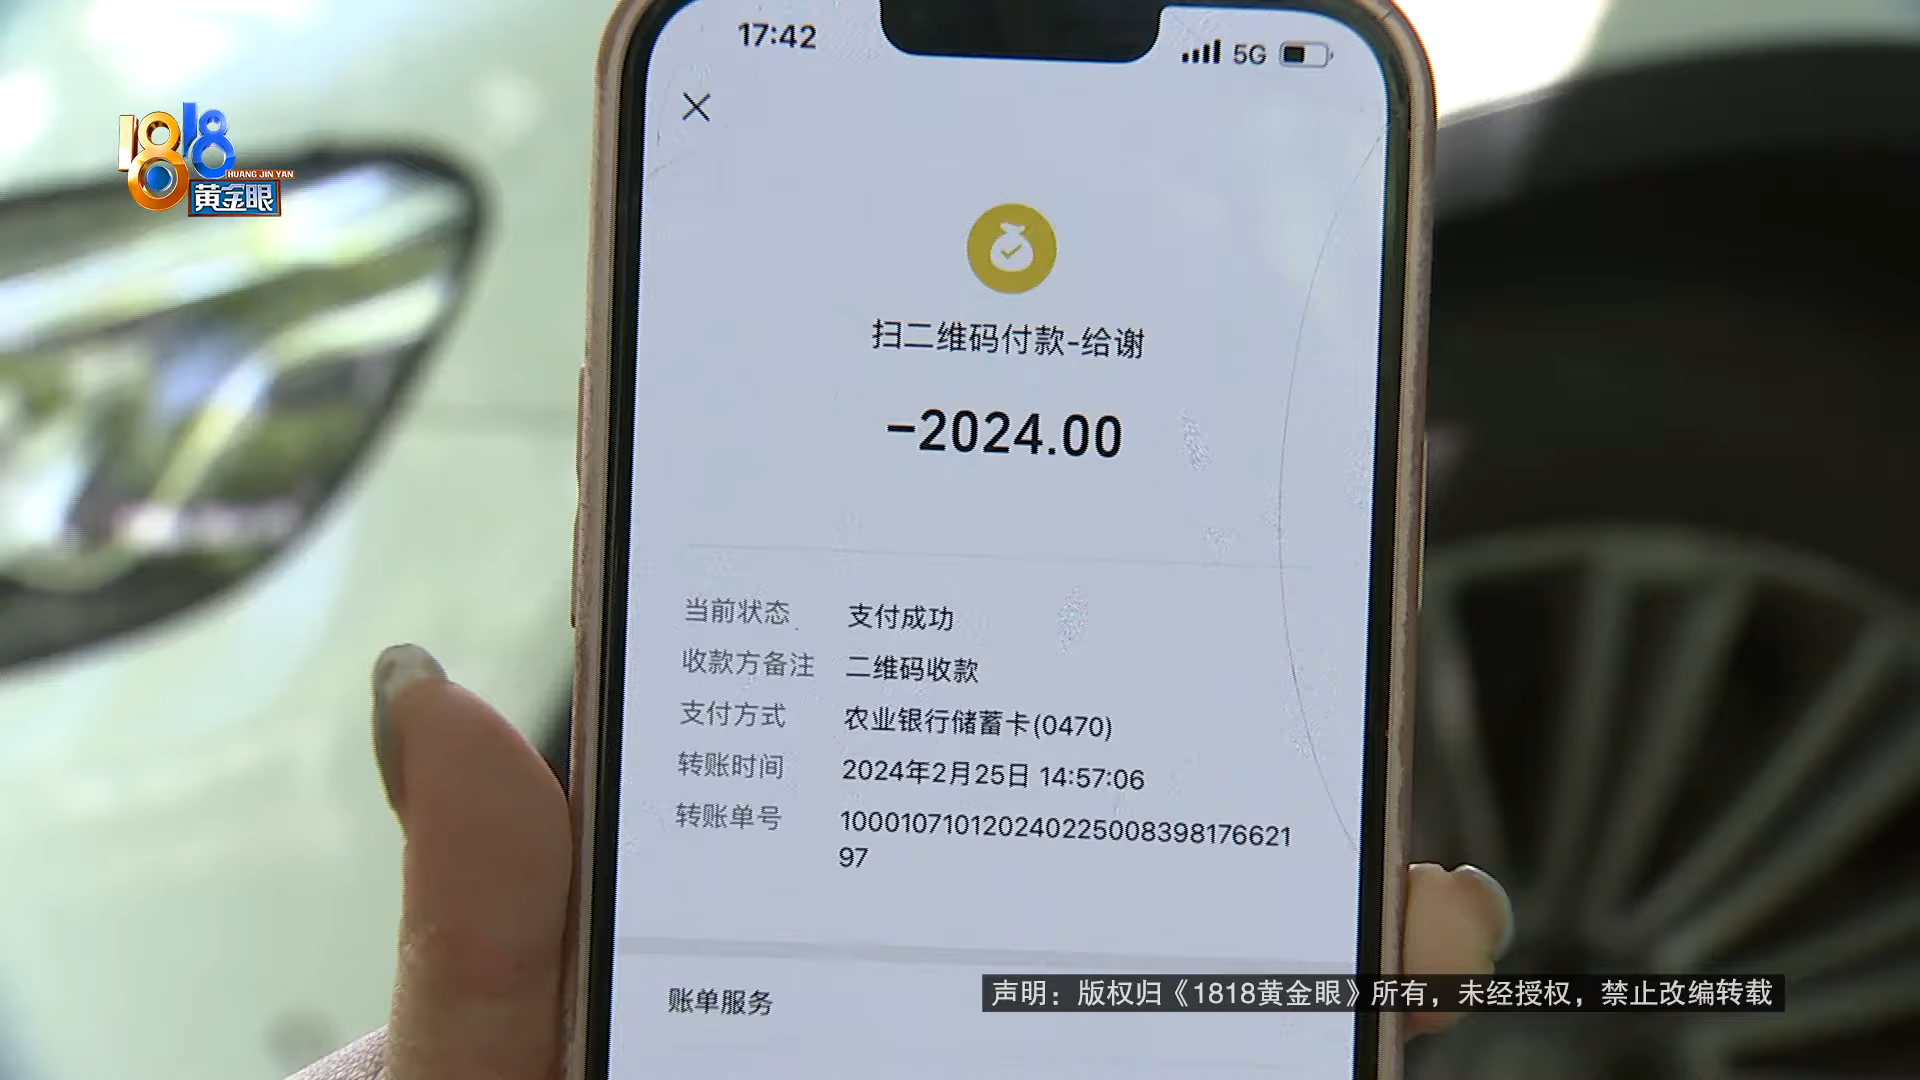 17:42
5G
1818
HUANG JIN YAN
黄金眼
扫二维码付款-给谢
-2024.00
当前状态 支付成功
收款方备注 二维码收款
支付方式 农业银行储蓄卡(0470)
转账时间 2024年2月25日 14:57:06
转账单号 100010710120240225008398176621
97
账单服务
声明：版权归《1818黄金眼》所有，未经授权，禁止改编转载